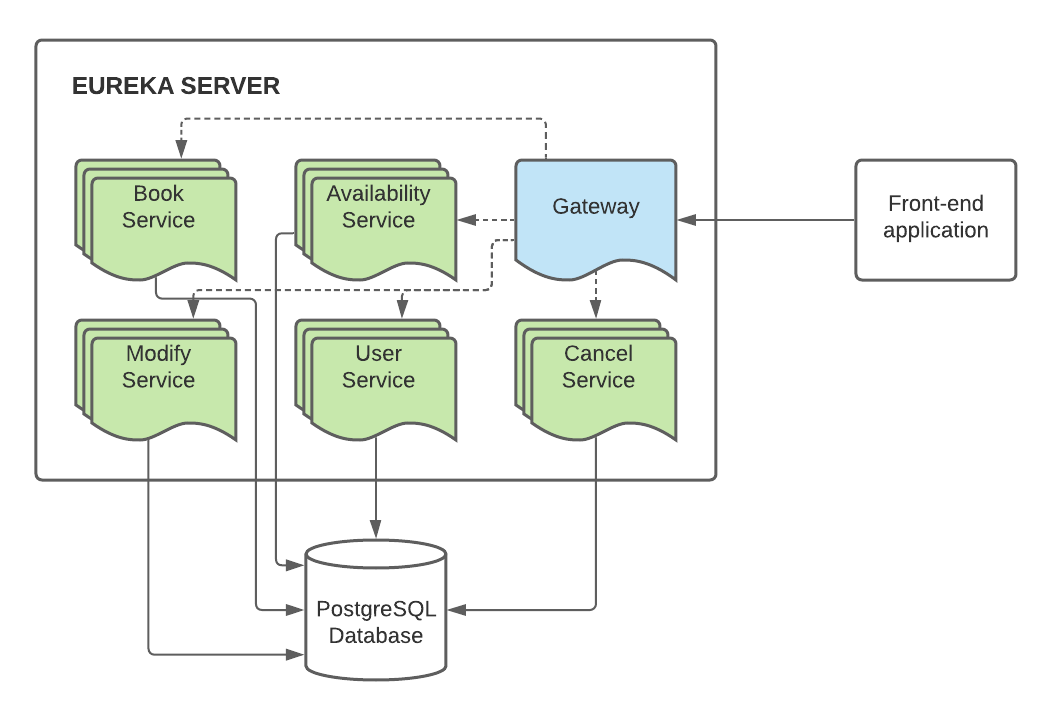 EUREKA SERVER
Book
Service
Availability
Service
Gateway
Front-end
application
Modify
Service
User
Service
Cancel
Service
PostgreSQL
Database